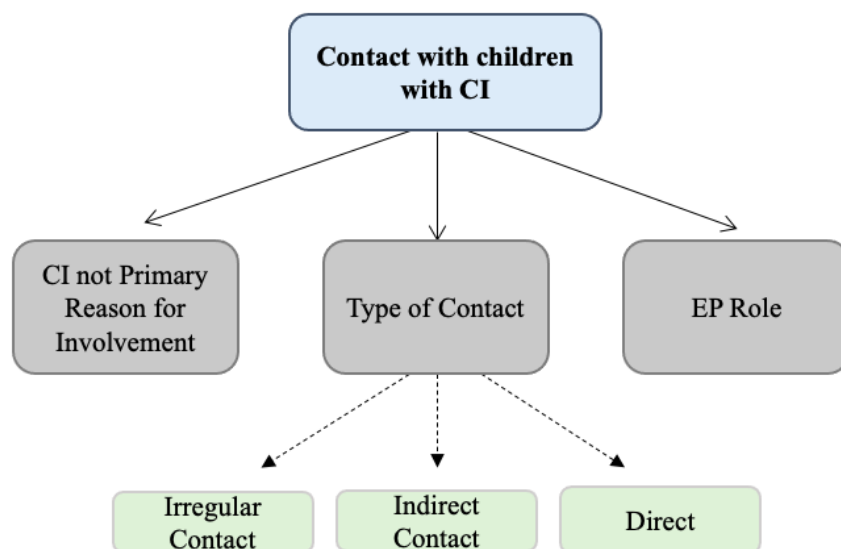 Contact with children
with CI
CI not Primary
Reason for
Involvement
Type of Contact
EP Role
Irregular
Contact
Indirect
Contact
Direct